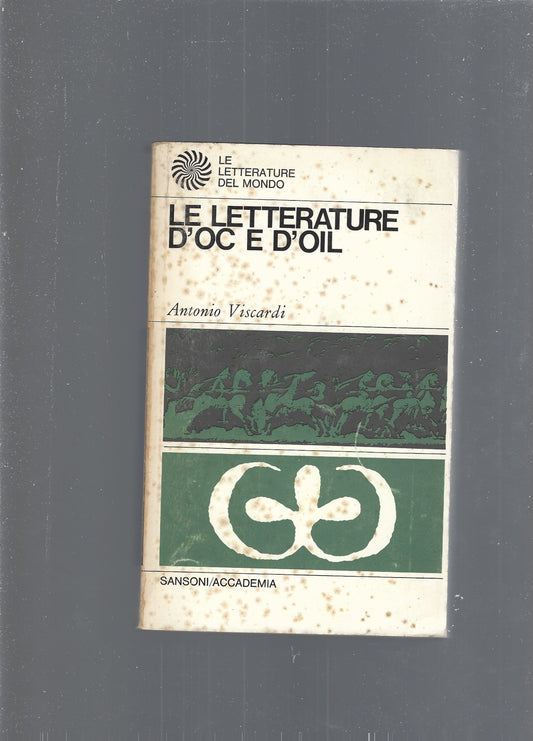 LE
LETTERATURE
DEL MONDO
LE LETTERATURE
D'OC E D'OIL
Antonio Viscardi
SANSONI/ACCADEMIA